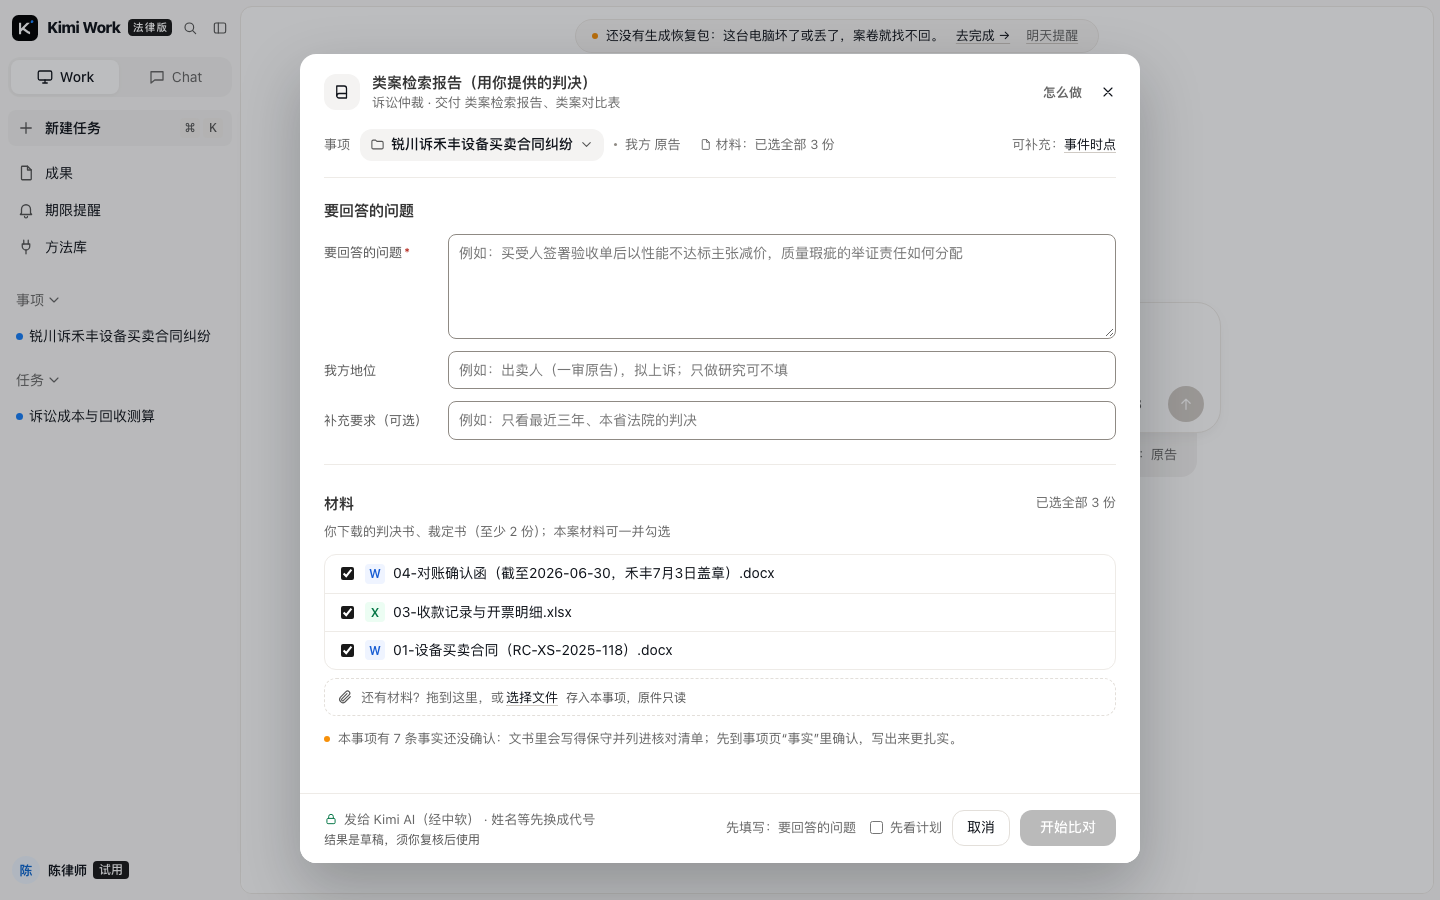 Kimi Work 法律版
还没有生成恢复包：这台电脑坏了或丢了，案卷就找不回。 去完成 → 明天提醒
Work Chat
新建任务 ⌘ K
成果
期限提醒
方法库
事项
锐川诉禾丰设备买卖合同纠纷
任务
诉讼成本与回收测算
陈 陈律师 试用
类案检索报告（用你提供的判决）
诉讼仲裁 · 交付 类案检索报告、类案对比表
怎么做
事项 锐川诉禾丰设备买卖合同纠纷 • 我方 原告 材料：已选全部 3 份 可补充：事件时点
要回答的问题
要回答的问题 *
例如：买受人签署验收单后以性能不达标主张减价，质量瑕疵的举证责任如何分配
我方地位
例如：出卖人（一审原告），拟上诉；只做研究可不填
补充要求（可选）
例如：只看最近三年、本省法院的判决
：原告
材料 已选全部 3 份
你下载的判决书、裁定书（至少 2 份）；本案材料可一并勾选
W 04-对账确认函（截至2026-06-30，禾丰7月3日盖章）.docx
X 03-收款记录与开票明细.xlsx
W 01-设备买卖合同（RC-XS-2025-118）.docx
还有材料？拖到这里，或 选择文件 存入本事项，原件只读
本事项有 7 条事实还没确认：文书里会写得保守并列进核对清单；先到事项页“事实”里确认，写出来更扎实。
发给 Kimi AI（经中软） · 姓名等先换成代号
结果是草稿，须你复核后使用
先填写：要回答的问题 先看计划 取消 开始比对